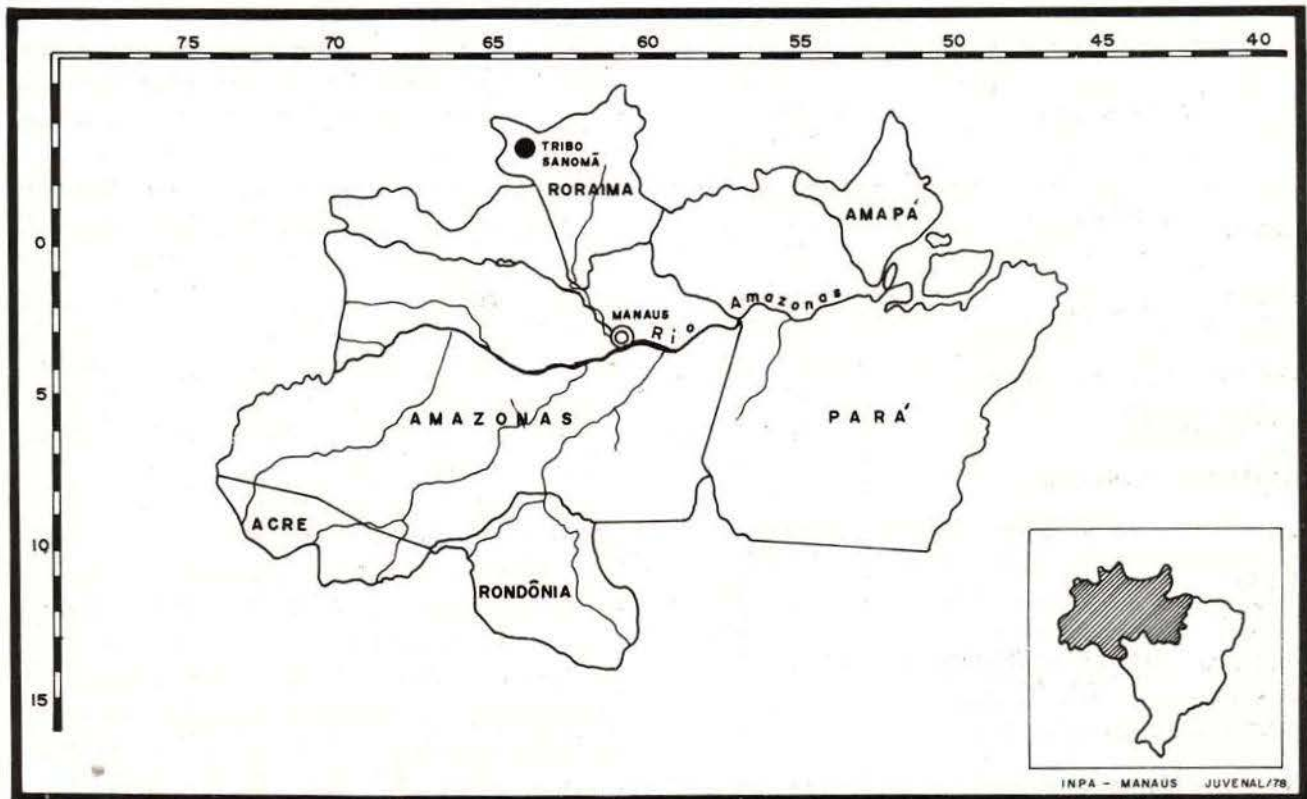 75 70 65 60 55 50 45 40
TRIBO
SANOMÃ
RORAIMA
AMAPÁ
0
MANAUS
Rio Amazonas
5
AMAZONAS
PARÁ
ACRE
10
RONDÔNIA
15
INPA - MANAUS JUVENAL/78